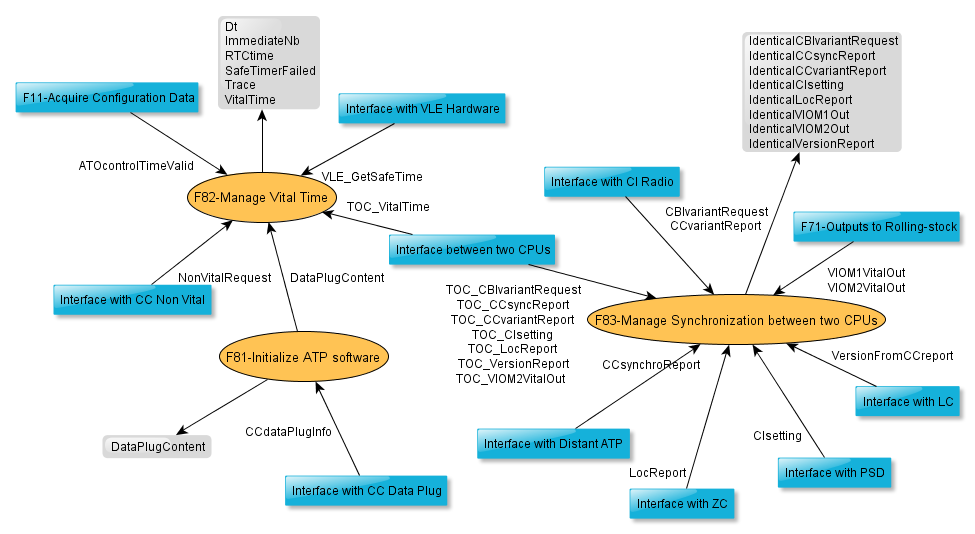 Dt
ImmediateNb
RTCtime
SafeTimerFailed
Trace
VitalTime
IdenticalCBIvariantRequest
IdenticalCCsyncReport
IdenticalCCvariantReport
IdenticalCIsetting
IdenticalLocReport
IdenticalVIOM1Out
IdenticalVIOM2Out
IdenticalVersionReport
F11-Acquire Configuration Data
Interface with VLE Hardware
ATOcontrolTimeValid
VLE_GetSafeTime
Interface with CI Radio
F82-Manage Vital Time
TOC_VitalTime
CBIvariantRequest
CCvariantReport
F71-Outputs to Rolling-stock
Interface between two CPUs
NonVitalRequest
DataPlugContent
VIOM1VitalOut
VIOM2VitalOut
Interface with CC Non Vital
TOC_CBIvariantRequest
TOC_CCsyncReport
TOC_CCvariantReport
TOC_CIsetting
TOC_LocReport
TOC_VersionReport
TOC_VIOM2VitalOut
F83-Manage Synchronization between two CPUs
F81-Initialize ATP software
CCsynchroReport
VersionFromCCreport
Interface with LC
CCdataPlugInfo
CIsetting
DataPlugContent
Interface with Distant ATP
LocReport
Interface with PSD
Interface with CC Data Plug
Interface with ZC